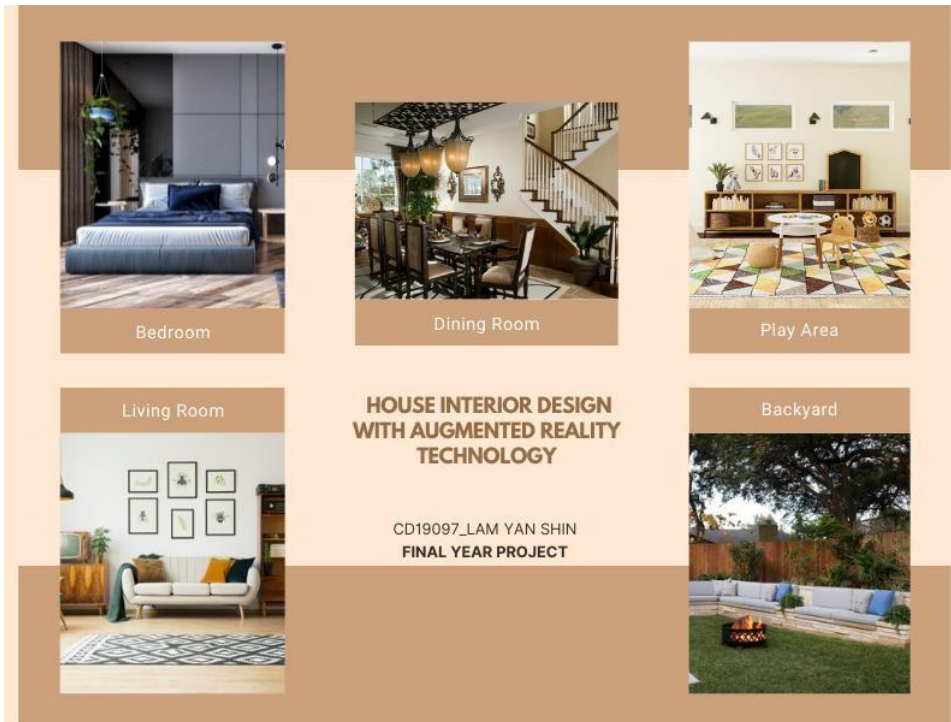 Bedroom
Dining Room
Play Area
Living Room
HOUSE INTERIOR DESIGN
WITH AUGMENTED REALITY
TECHNOLOGY
CD19097_LAM YAN SHIN
FINAL YEAR PROJECT
Backyard